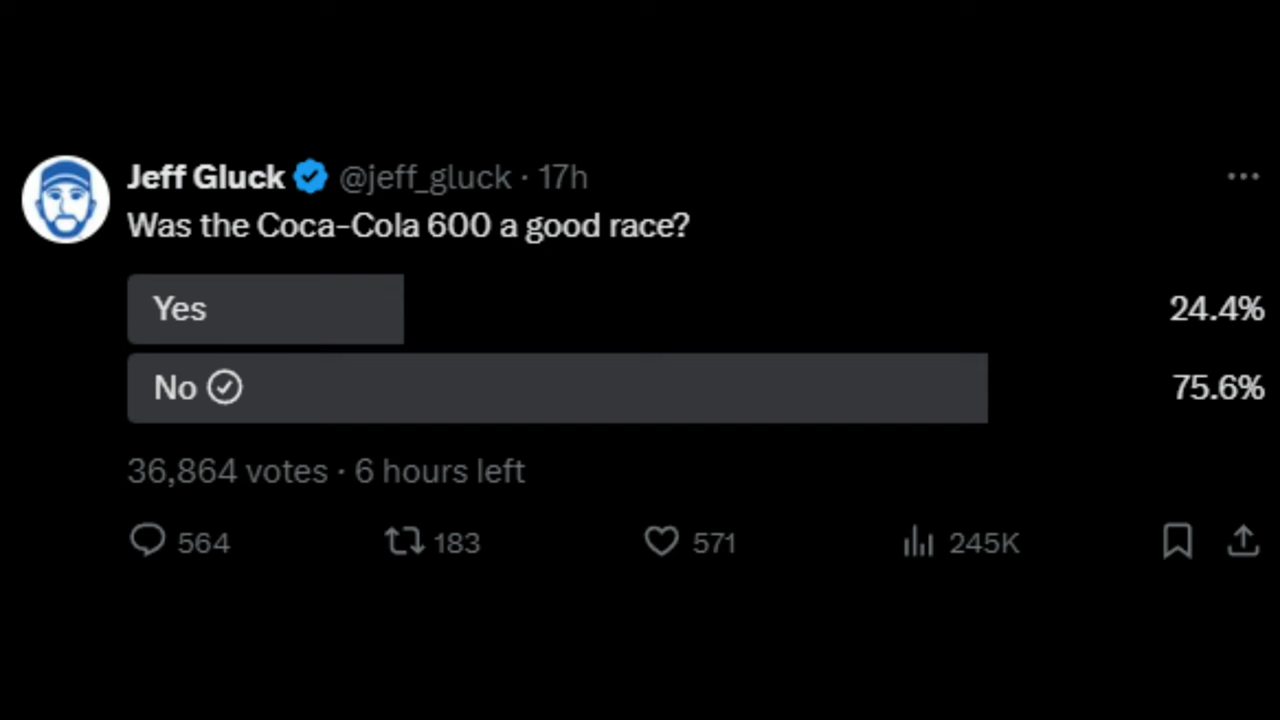 Jeff Gluck @jeff_gluck · 17h
Was the Coca-Cola 600 a good race?
Yes 24.4%
No 75.6%
36,864 votes · 6 hours left
564 183 571 245K